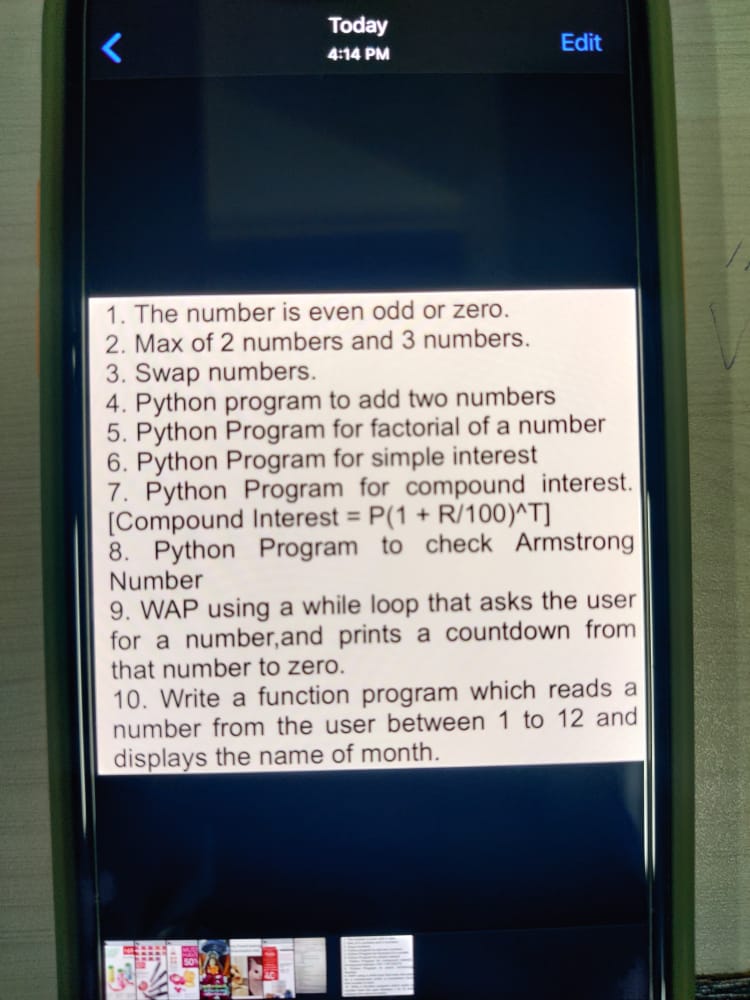 Today
4:14 PM
Edit
1. The number is even odd or zero.
2. Max of 2 numbers and 3 numbers.
3. Swap numbers.
4. Python program to add two numbers
5. Python Program for factorial of a number
6. Python Program for simple interest
7. Python Program for compound interest.
[Compound Interest = P(1 + R/100)^T]
8. Python Program to check Armstrong
Number
9. WAP using a while loop that asks the user
for a number,and prints a countdown from
that number to zero.
10. Write a function program which reads a
number from the user between 1 to 12 and
displays the name of month.